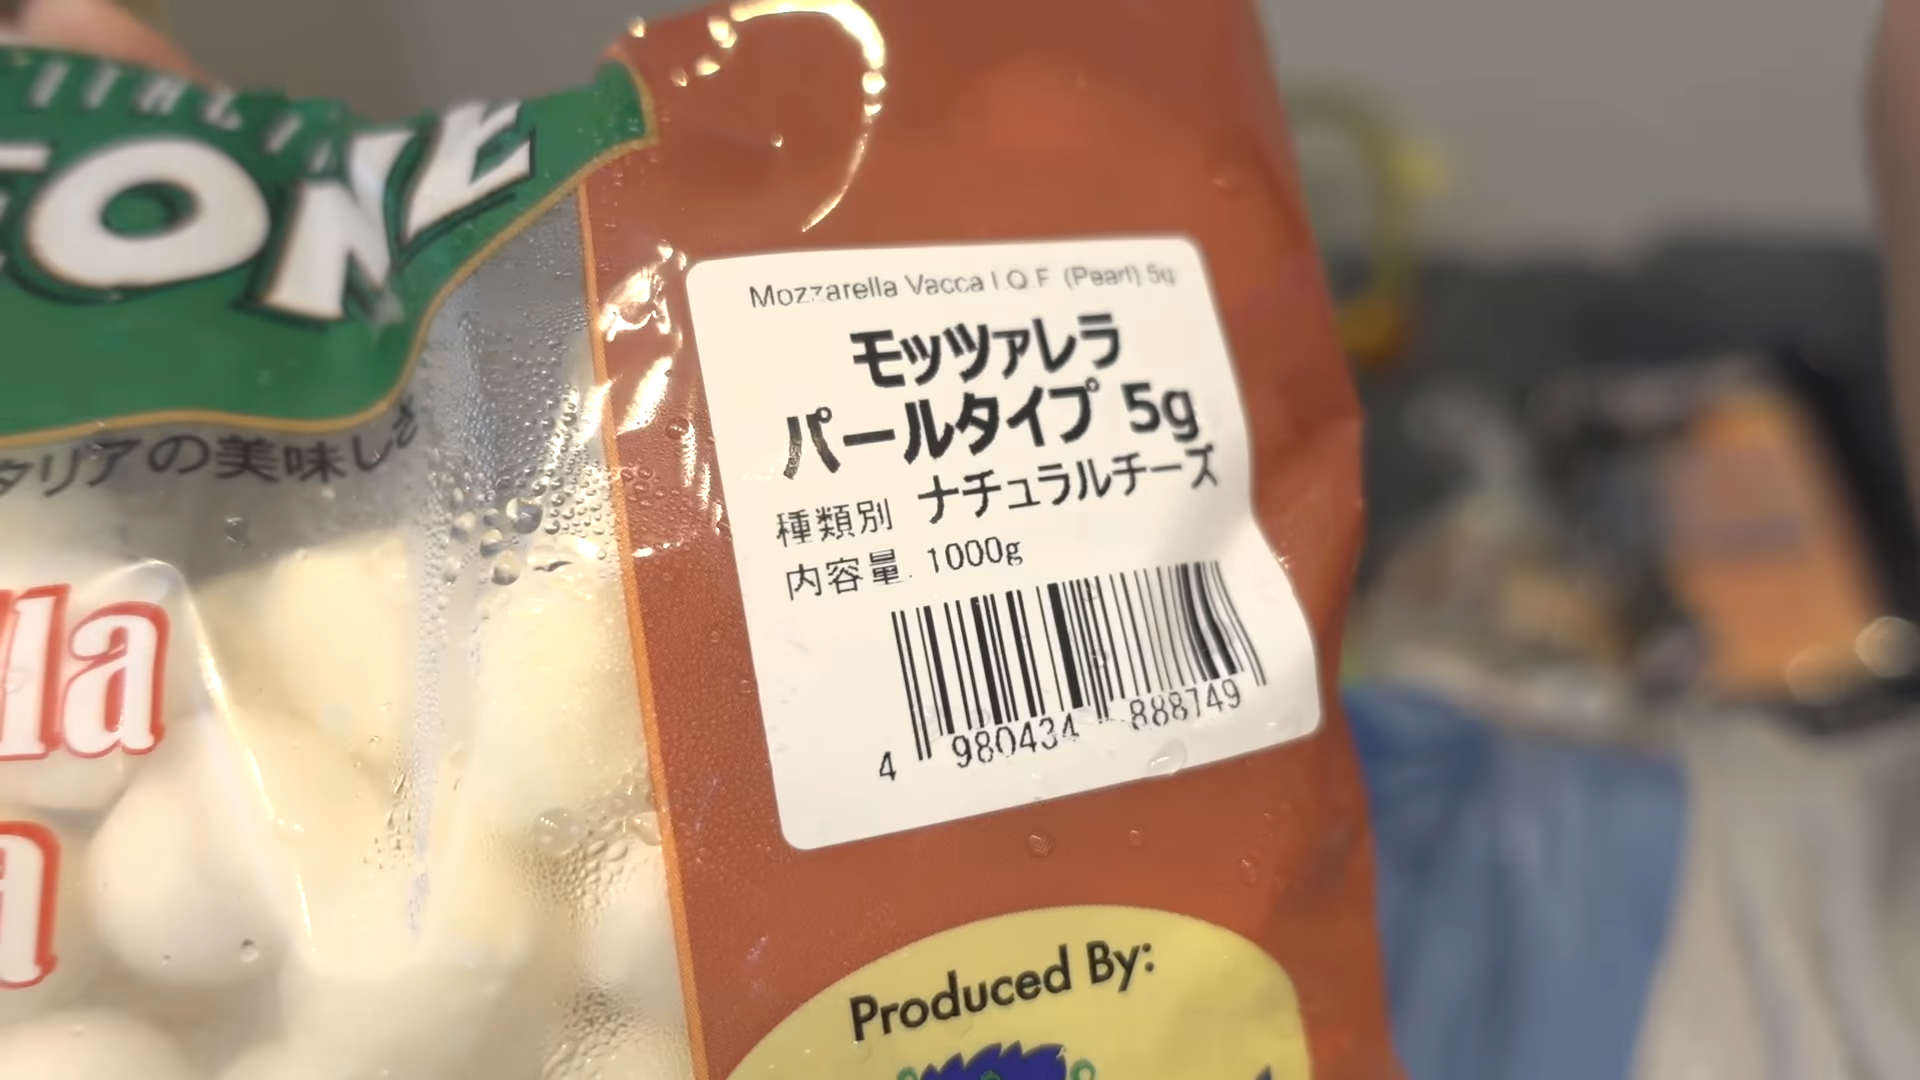 タリアの美味しさ
lla
a
Mozzarella Vacca I.Q.F (Pearl) 5g
モッツァレラ
パールタイプ 5g
種類別 ナチュラルチーズ
内容量 1000g
4 980434 888749
Produced By: